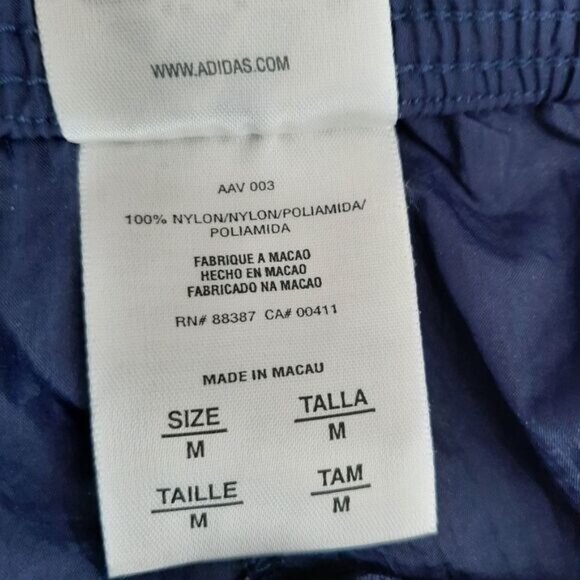 WWW.ADIDAS.COM
AAV 003
100% NYLON/NYLON/POLIAMIDA/
POLIAMIDA
FABRIQUE A MACAO
HECHO EN MACAO
FABRICADO NA MACAO
RN# 88387 CA# 00411
MADE IN MACAU
SIZE TALLA
M M
TAILLE TAM
M M